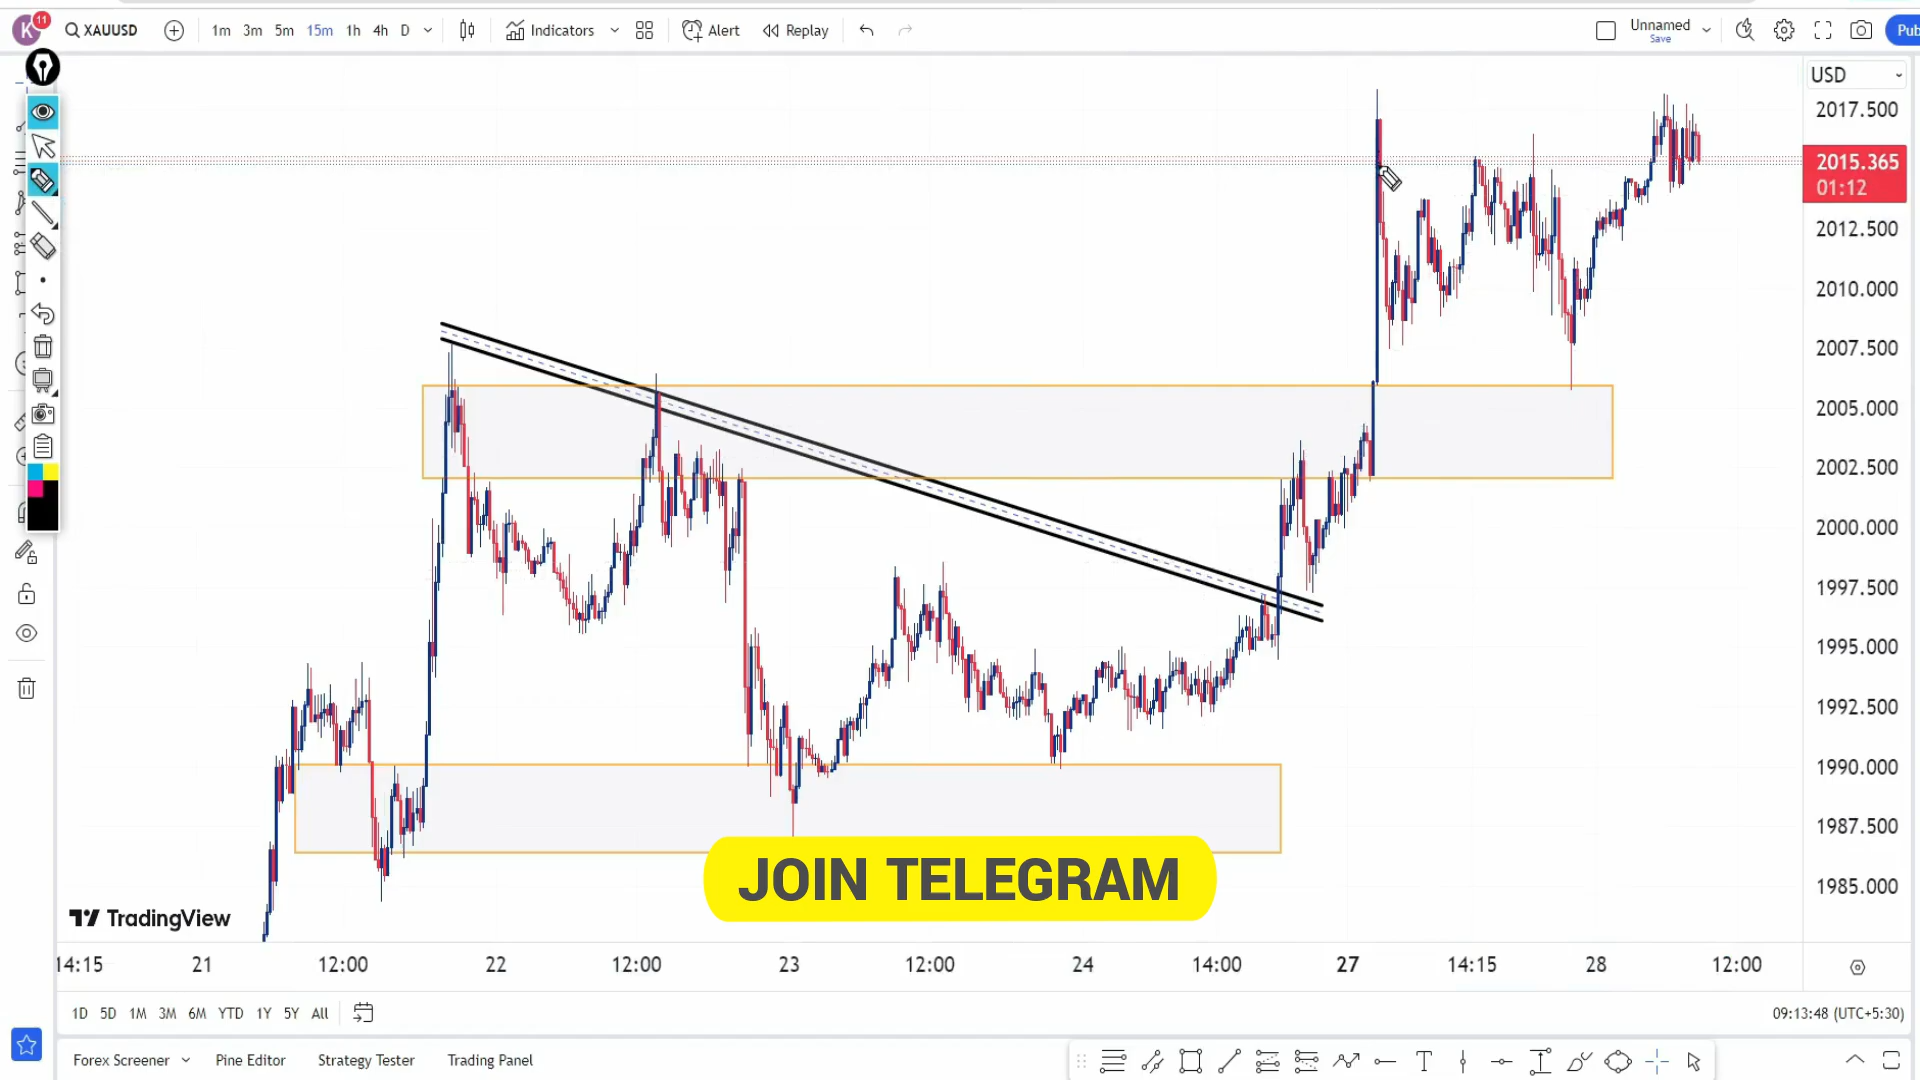 K 11 XAUUSD 1m 3m 5m 15m 1h 4h D Indicators Alert Replay Unnamed Save Pub
USD
2017.500
2015.365
01:12
2012.500
2010.000
2007.500
2005.000
2002.500
2000.000
1997.500
1995.000
1992.500
1990.000
1987.500
1985.000
JOIN TELEGRAM
TradingView
14:15 21 12:00 22 12:00 23 12:00 24 14:00 27 14:15 28 12:00
1D 5D 1M 3M 6M YTD 1Y 5Y All 09:13:48 (UTC+5:30)
Forex Screener Pine Editor Strategy Tester Trading Panel